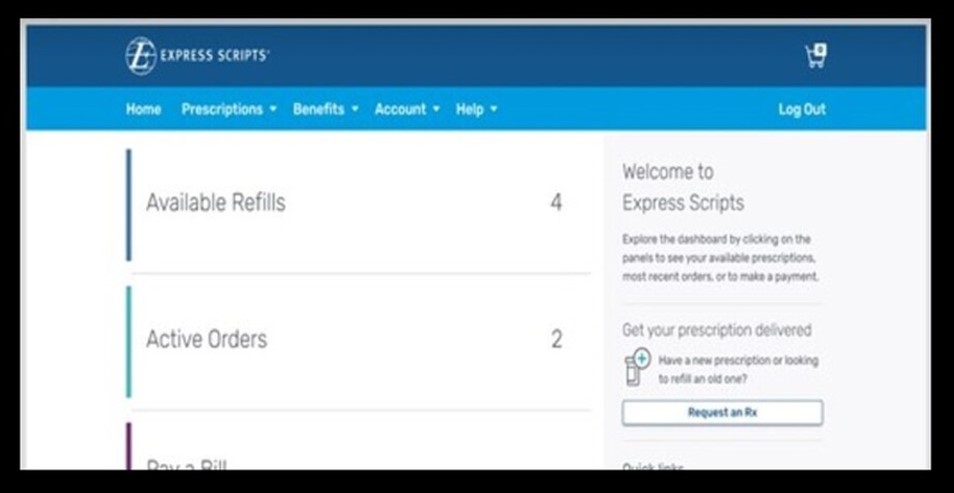 EXPRESS SCRIPTS®
0
Home Prescriptions Benefits Account Help Log Out
Available Refills 4
Active Orders 2
Pay a Bill
Welcome to
Express Scripts
Explore the dashboard by clicking on the
panels to see your available prescriptions,
most recent orders, or to make a payment.
Get your prescription delivered
Have a new prescription or looking
to refill an old one?
Request an Rx
Quick links